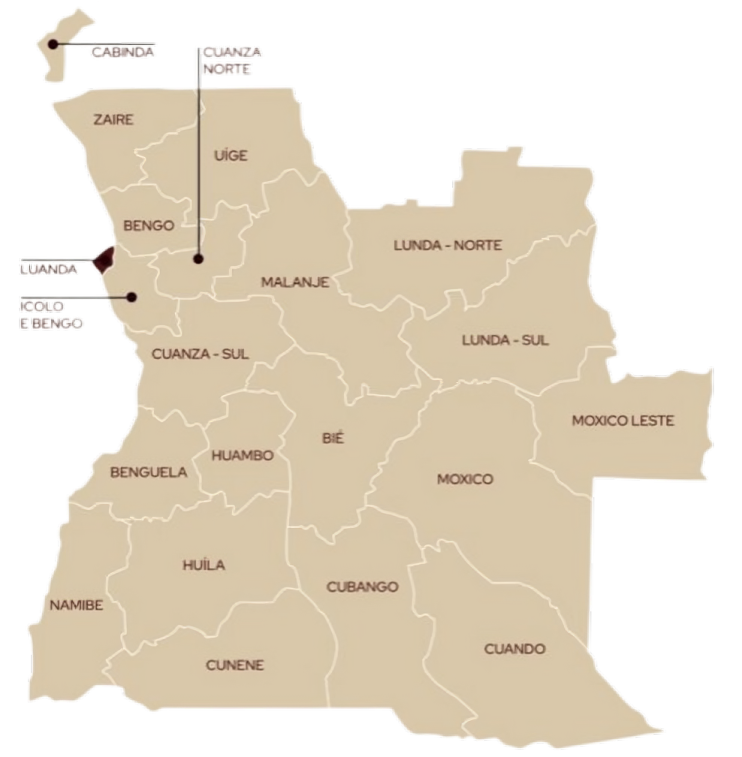 CABINDA
CUANZA
NORTE
ZAIRE
UÍGE
BENGO
LUNDA - NORTE
LUANDA
MALANJE
ICOLO
E BENGO
CUANZA - SUL
LUNDA - SUL
MOXICO LESTE
BIÉ
HUAMBO
BENGUELA
MOXICO
HUÍLA
CUBANGO
NAMIBE
CUANDO
CUNENE